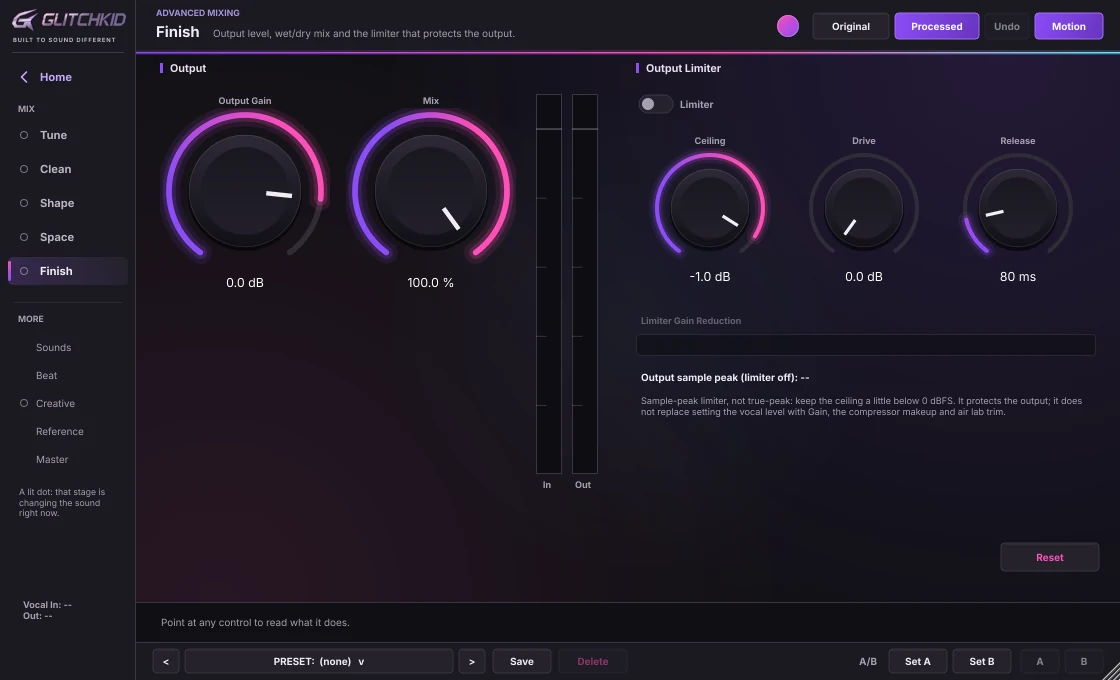 GLITCHKID
BUILT TO SOUND DIFFERENT
Home
MIX
Tune
Clean
Shape
Space
Finish
MORE
Sounds
Beat
Creative
Reference
Master
A lit dot: that stage is
changing the sound
right now.
Vocal In: --
Out: --
ADVANCED MIXING
Finish Output level, wet/dry mix and the limiter that protects the output.
Original Processed Undo Motion
Output
Output Gain Mix
0.0 dB 100.0 %
In Out
Output Limiter
Limiter
Ceiling Drive Release
-1.0 dB 0.0 dB 80 ms
Limiter Gain Reduction
Output sample peak (limiter off): --
Sample-peak limiter, not true-peak: keep the ceiling a little below 0 dBFS. It protects the output; it does
not replace setting the vocal level with Gain, the compressor makeup and air lab trim.
Reset
Point at any control to read what it does.
< PRESET: (none) v > Save Delete A/B Set A Set B A B